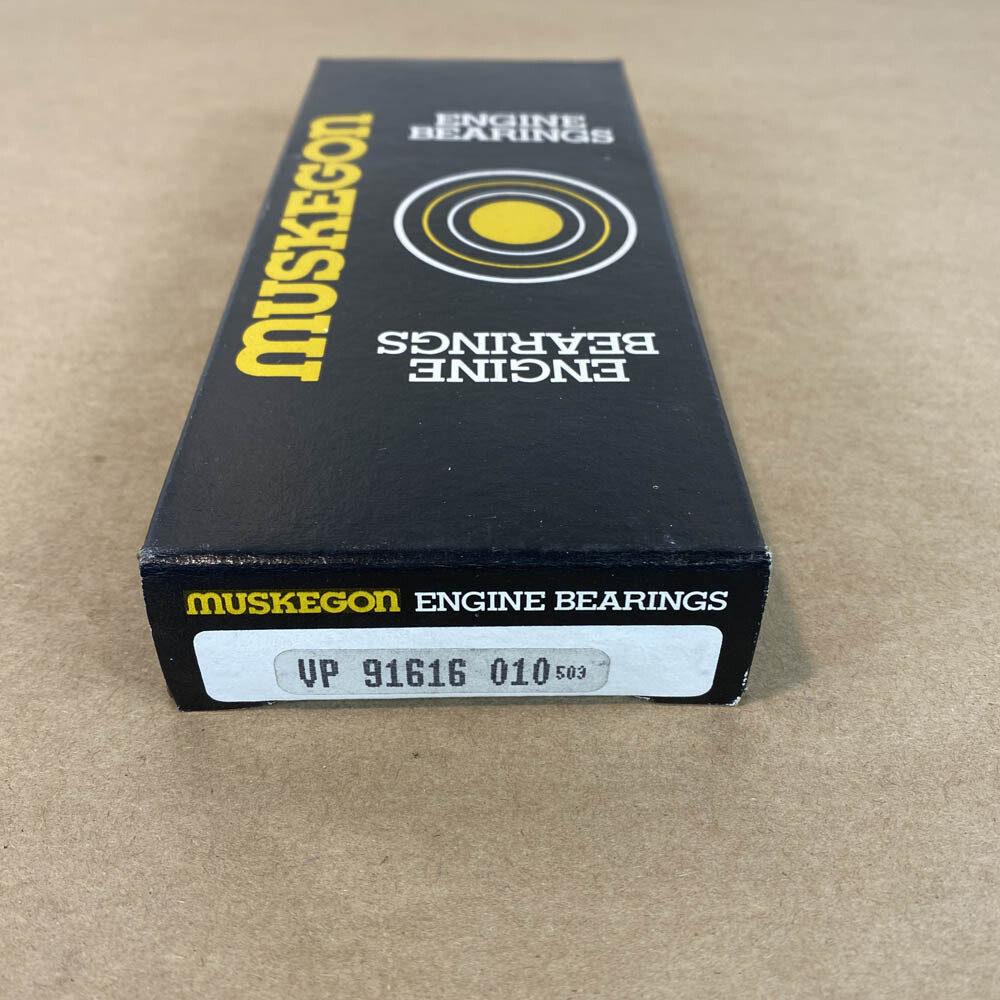 MUSKEGON
ENGINE
BEARINGS
ENGINE
BEARINGS
MUSKEGON ENGINE BEARINGS
VP 91616 010 503